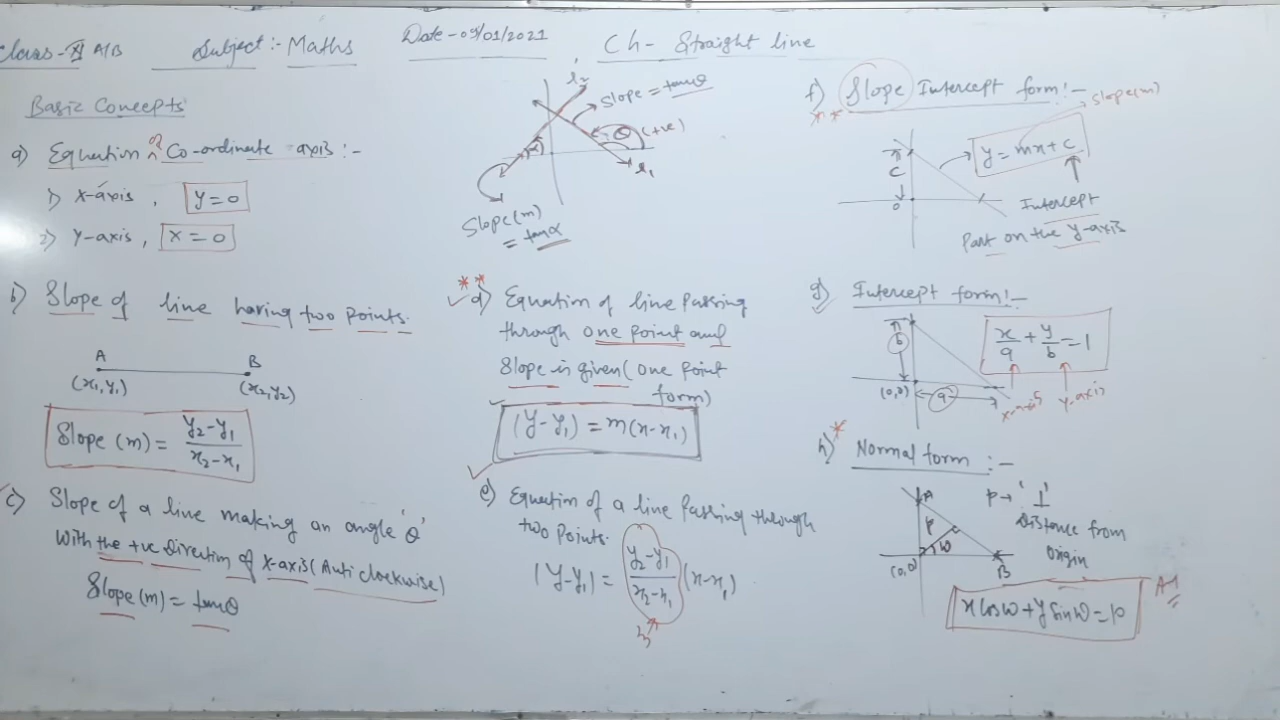 Class-XI A/B Subject:- Maths Date-09/01/2021 Ch- Straight line
Basic Concepts
a) Equation of Co-ordinate axis:-
1) X-axis, y=0
2) Y-axis, x=0
b) Slope of line having two points.
A B
(x₁,y₁) (x₂,y₂)
Slope (m) = y₂-y₁ / x₂-x₁
c) Slope of a line making an angle 'θ'
with the +ve direction of X-axis (Anti clockwise)
Slope (m) = tanθ
l₂
Slope = tanθ
θ (+ve)
α
l₁
Slope (m)
= tanα
** d) Equation of line passing
through one point and
Slope is given (one point
form)
(y-y₁) = m(x-x₁)
e) Equation of a line passing through
two points.
(y-y₁) = y₂-y₁ / x₂-x₁ (x-x₁)
m
f) Slope Intercept form:-
**
Slope(m)
y = mx+c
c
0
Intercept
Part on the y-axis
g) Intercept form:-
b
x/a + y/b = 1
(0,0) a
x-axis y-axis
h)* Normal form :-
A
P → '⊥'
Distance from
origin
P
ω
(0,0) B
x cosω + y sinω = p